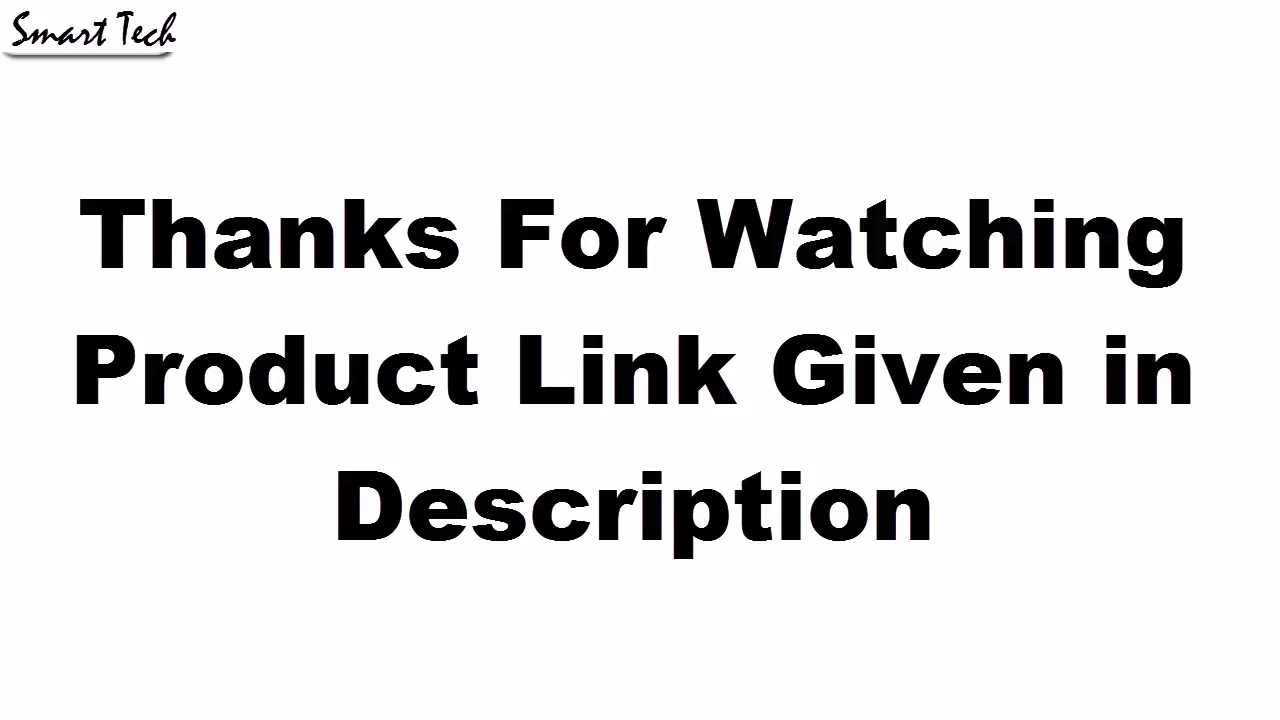 Smart Tech
Thanks For Watching
Product Link Given in
Description